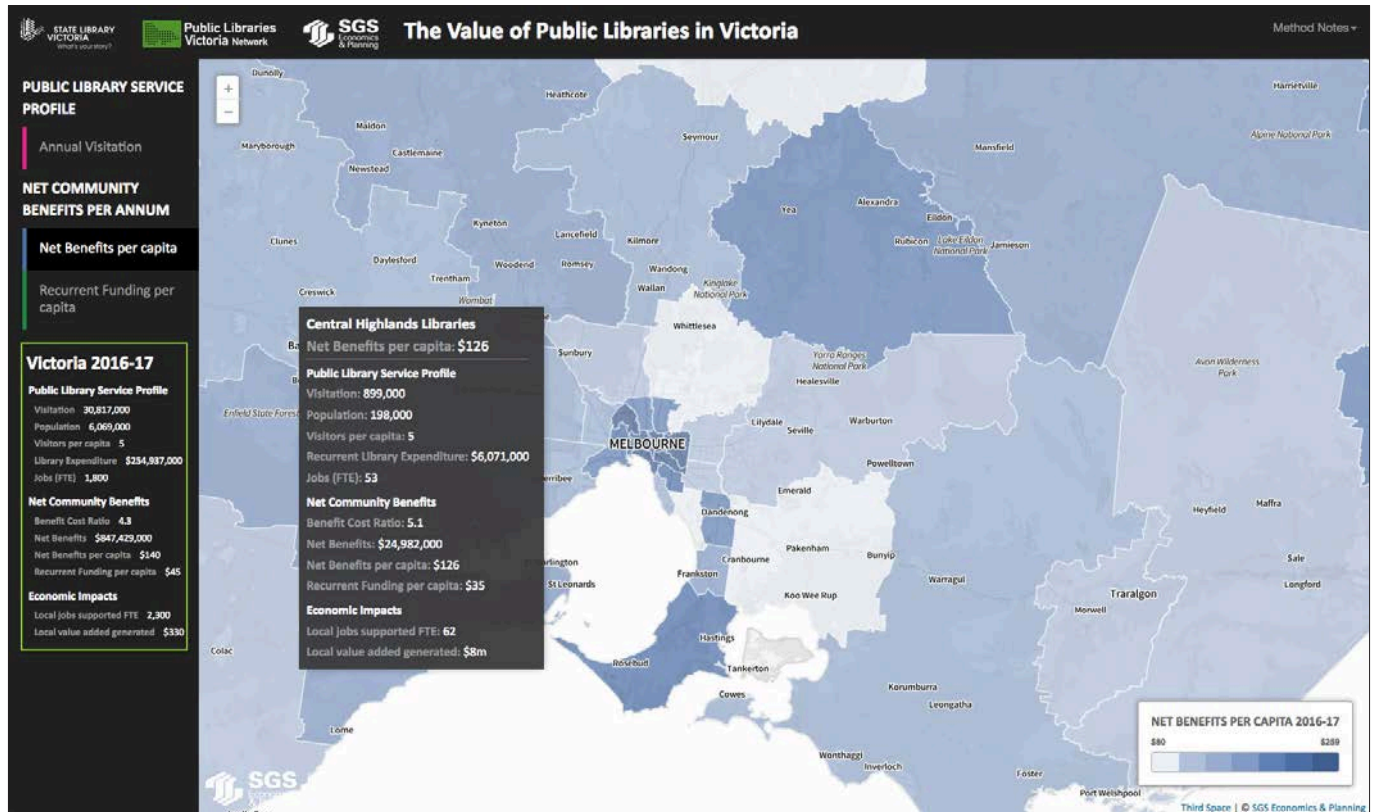 STATE LIBRARY
VICTORIA
What's your story?
Public Libraries
Victoria Network
SGS
Economics
& Planning
The Value of Public Libraries in Victoria
Method Notes
PUBLIC LIBRARY SERVICE
PROFILE
Annual Visitation
NET COMMUNITY
BENEFITS PER ANNUM
Net Benefits per capita
Recurrent Funding per
capita
Victoria 2016-17
Public Library Service Profile
Visitation 30,817,000
Population 6,069,000
Visitors per capita 5
Library Expenditure $254,937,000
Jobs (FTE) 1,800
Net Community Benefits
Benefit Cost Ratio 4.3
Net Benefits $847,429,000
Net Benefits per capita $140
Recurrent Funding per capita $45
Economic Impacts
Local jobs supported FTE 2,300
Local value added generated $330
+
−
Dunolly
Heathcote
Harrietville
Maldon
Seymour
Alpine National Park
Maryborough
Castlemaine
Mansfield
Newstead
Yea
Alexandra
Eildon
Kyneton
Clunes
Lancefield
Kilmore
Rubicon
Lake Eildon
National Park
Jamieson
Daylesford
Woodend
Romsey
Wandong
Trentham
Wallan
Kinglake
National Park
Creswick
Wombat
Whittlesea
Sunbury
Yarra Ranges
National Park
Avon Wilderness
Park
Healesville
Enfield State Forest
Lilydale
Seville
Warburton
MELBOURNE
Powelltown
Emerald
Dandenong
Heyfield
Maffra
Cranbourne
Pakenham
Bunyip
Sale
Frankston
St Leonards
Warragul
Koo Wee Rup
Traralgon
Longford
Morwell
Hastings
Colac
Rosebud
Tankerton
Cowes
Korumburra
Leongatha
Lorne
Wonthaggi
Inverloch
Foster
Port Welshpool
Central Highlands Libraries
Net Benefits per capita: $126
Public Library Service Profile
Visitation: 899,000
Population: 198,000
Visitors per capita: 5
Recurrent Library Expenditure: $6,071,000
Jobs (FTE): 53
Net Community Benefits
Benefit Cost Ratio: 5.1
Net Benefits: $24,982,000
Net Benefits per capita: $126
Recurrent Funding per capita: $35
Economic Impacts
Local jobs supported FTE: 62
Local value added generated: $8m
NET BENEFITS PER CAPITA 2016-17
$80 $259
SGS
Third Space | © SGS Economics & Planning